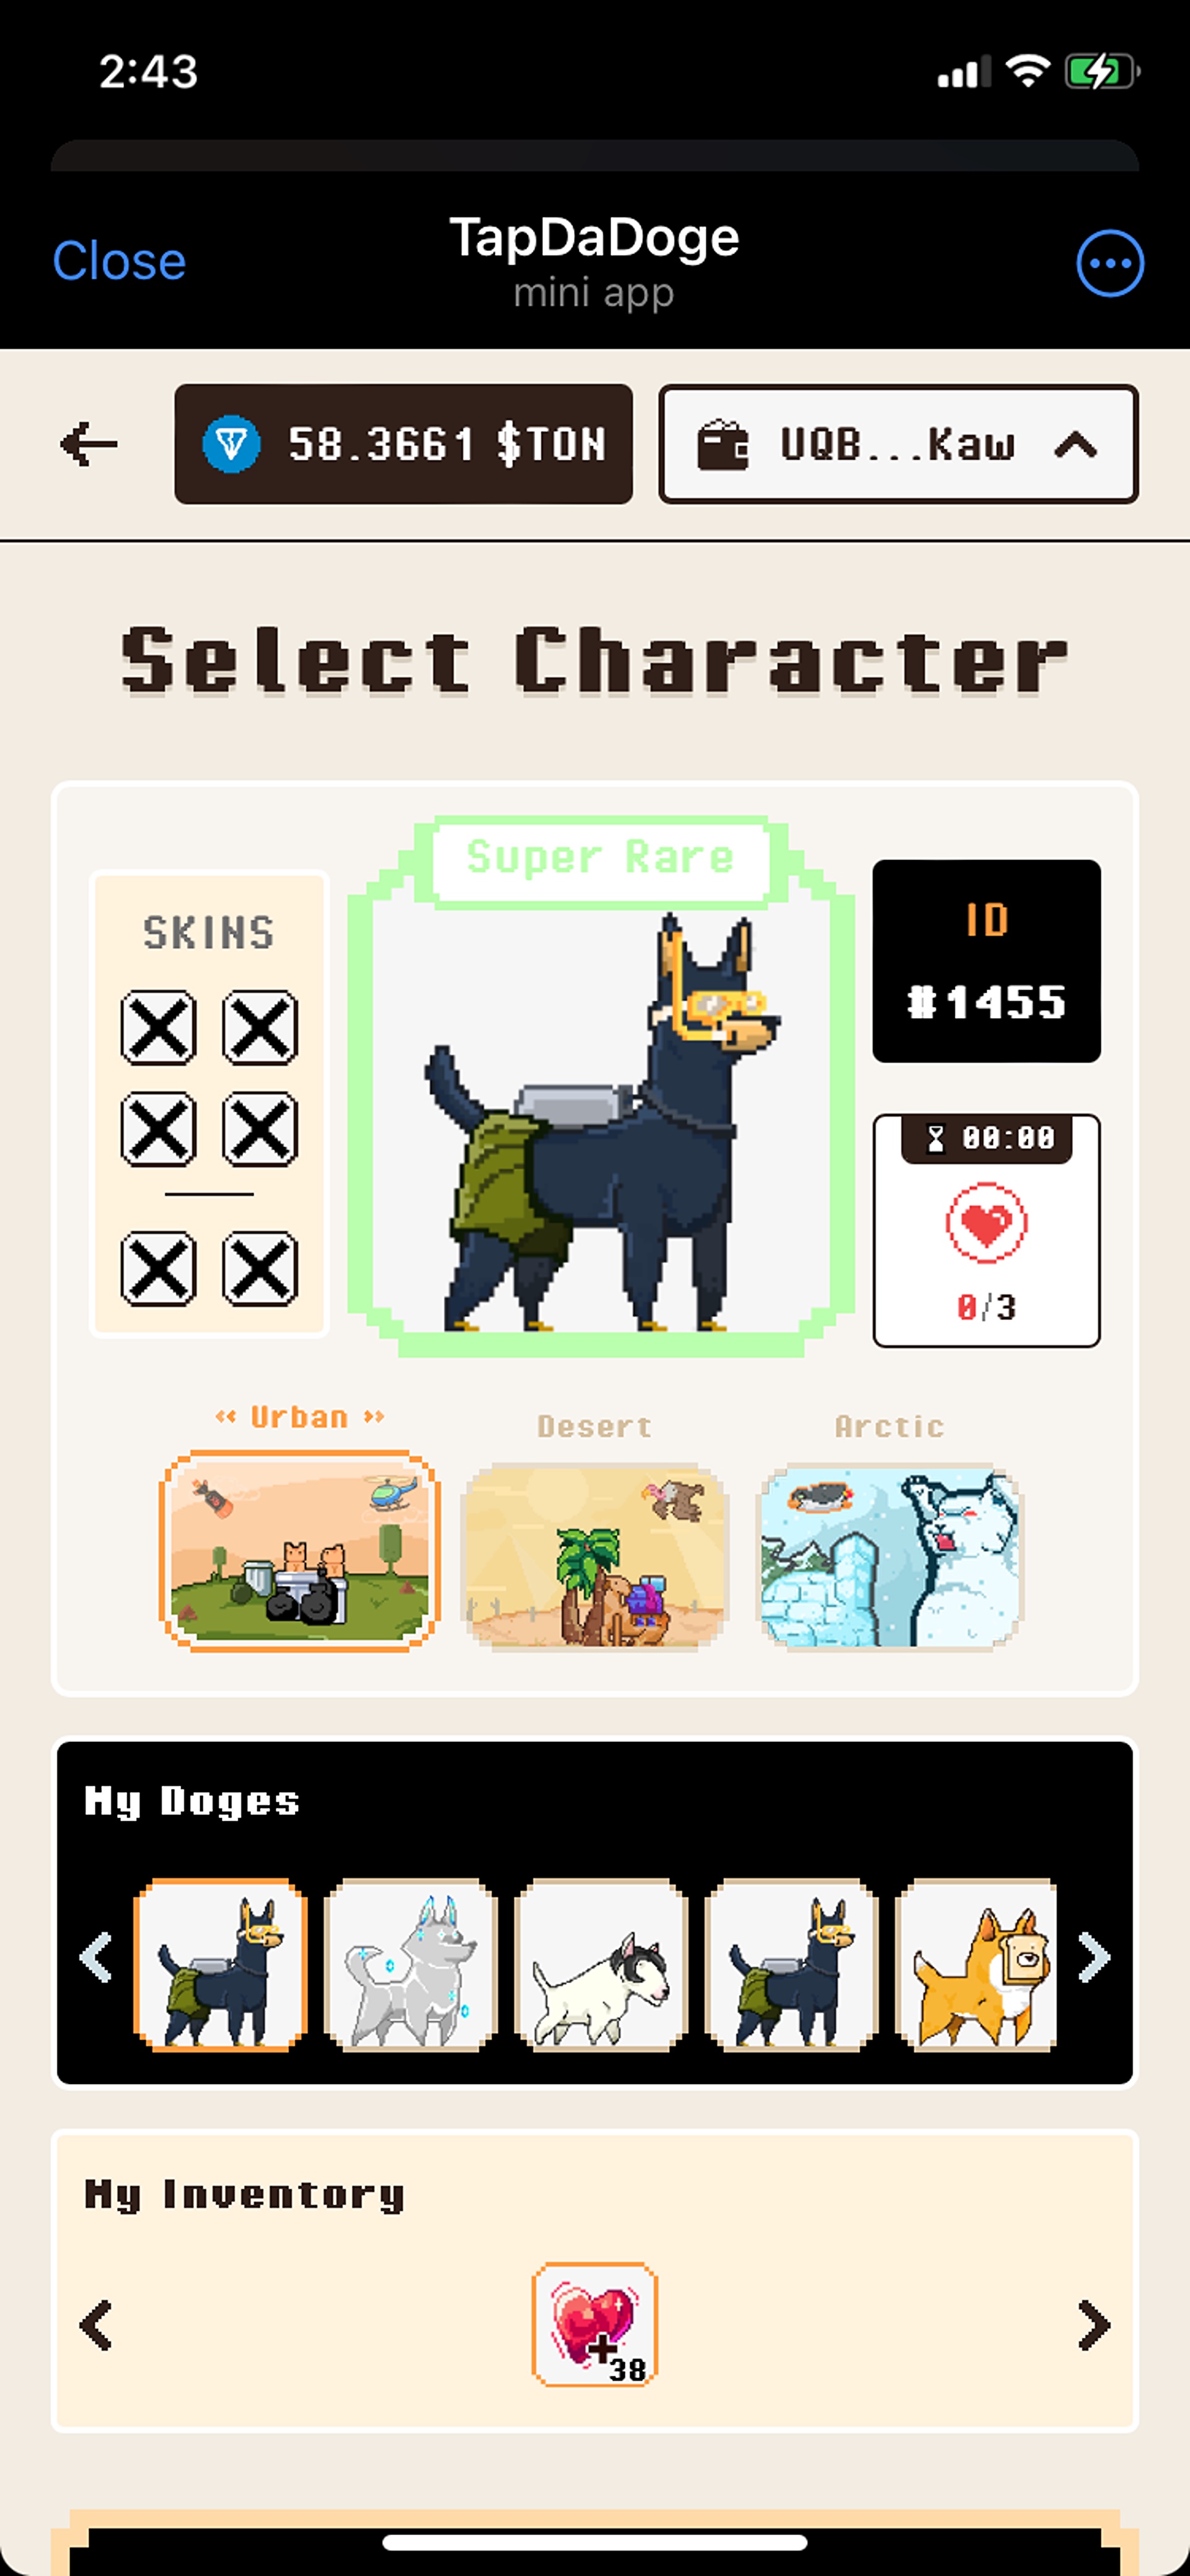 2:43
Close
TapDaDoge
mini app
58.3661 $TON
UQB...Kaw
Select Character
Super Rare
SKINS
ID
#1455
00:00
0/3
« Urban »
Desert
Arctic
My Doges
My Inventory
+38